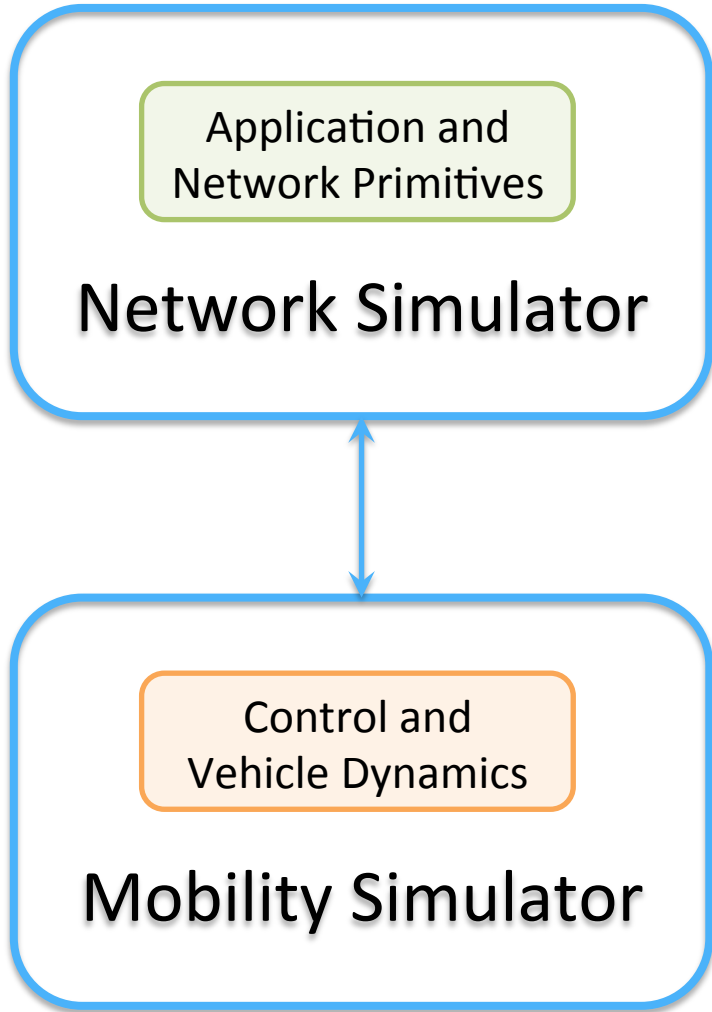 Application and
Network Primitives
Network Simulator
Control and
Vehicle Dynamics
Mobility Simulator